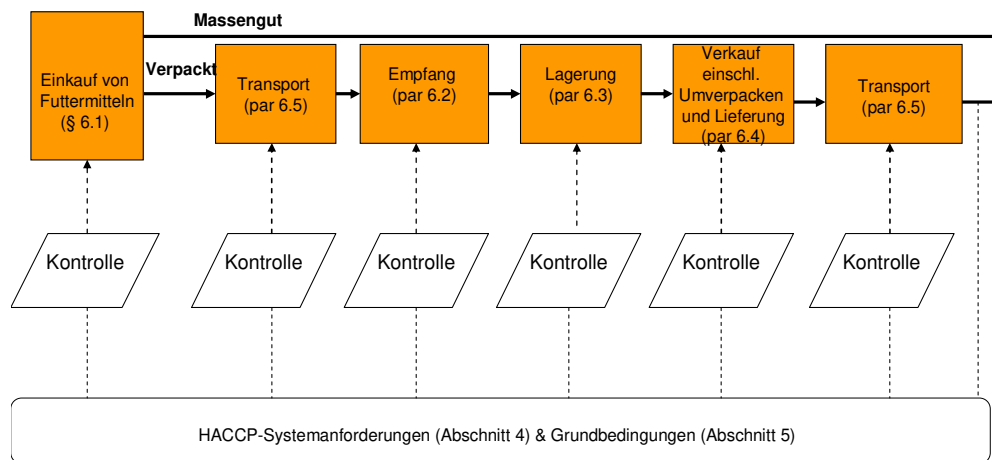 Massengut
Einkauf von
Futtermitteln
(§ 6.1)
Verpackt
Transport
(par 6.5)
Empfang
(par 6.2)
Lagerung
(par 6.3)
Verkauf
einschl.
Umverpacken
und Lieferung
(par 6.4)
Transport
(par 6.5)
Kontrolle
Kontrolle
Kontrolle
Kontrolle
Kontrolle
Kontrolle
HACCP-Systemanforderungen (Abschnitt 4) & Grundbedingungen (Abschnitt 5)